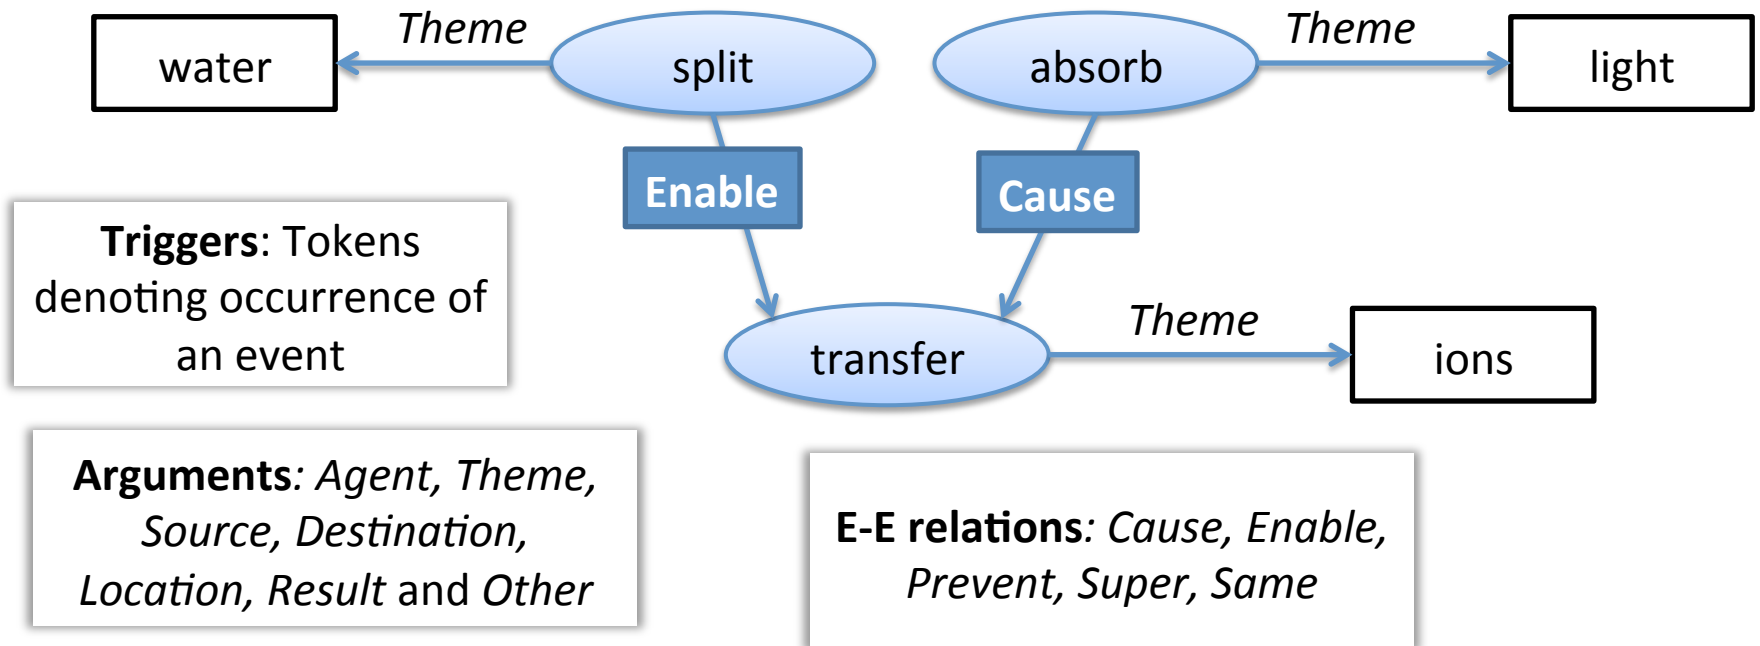 Theme
Theme
water
split
absorb
light
Enable
Cause
Triggers: Tokens
denoting occurrence of
an event
Theme
transfer
ions
Arguments: Agent, Theme,
Source, Destination,
Location, Result and Other
E-E relations: Cause, Enable,
Prevent, Super, Same